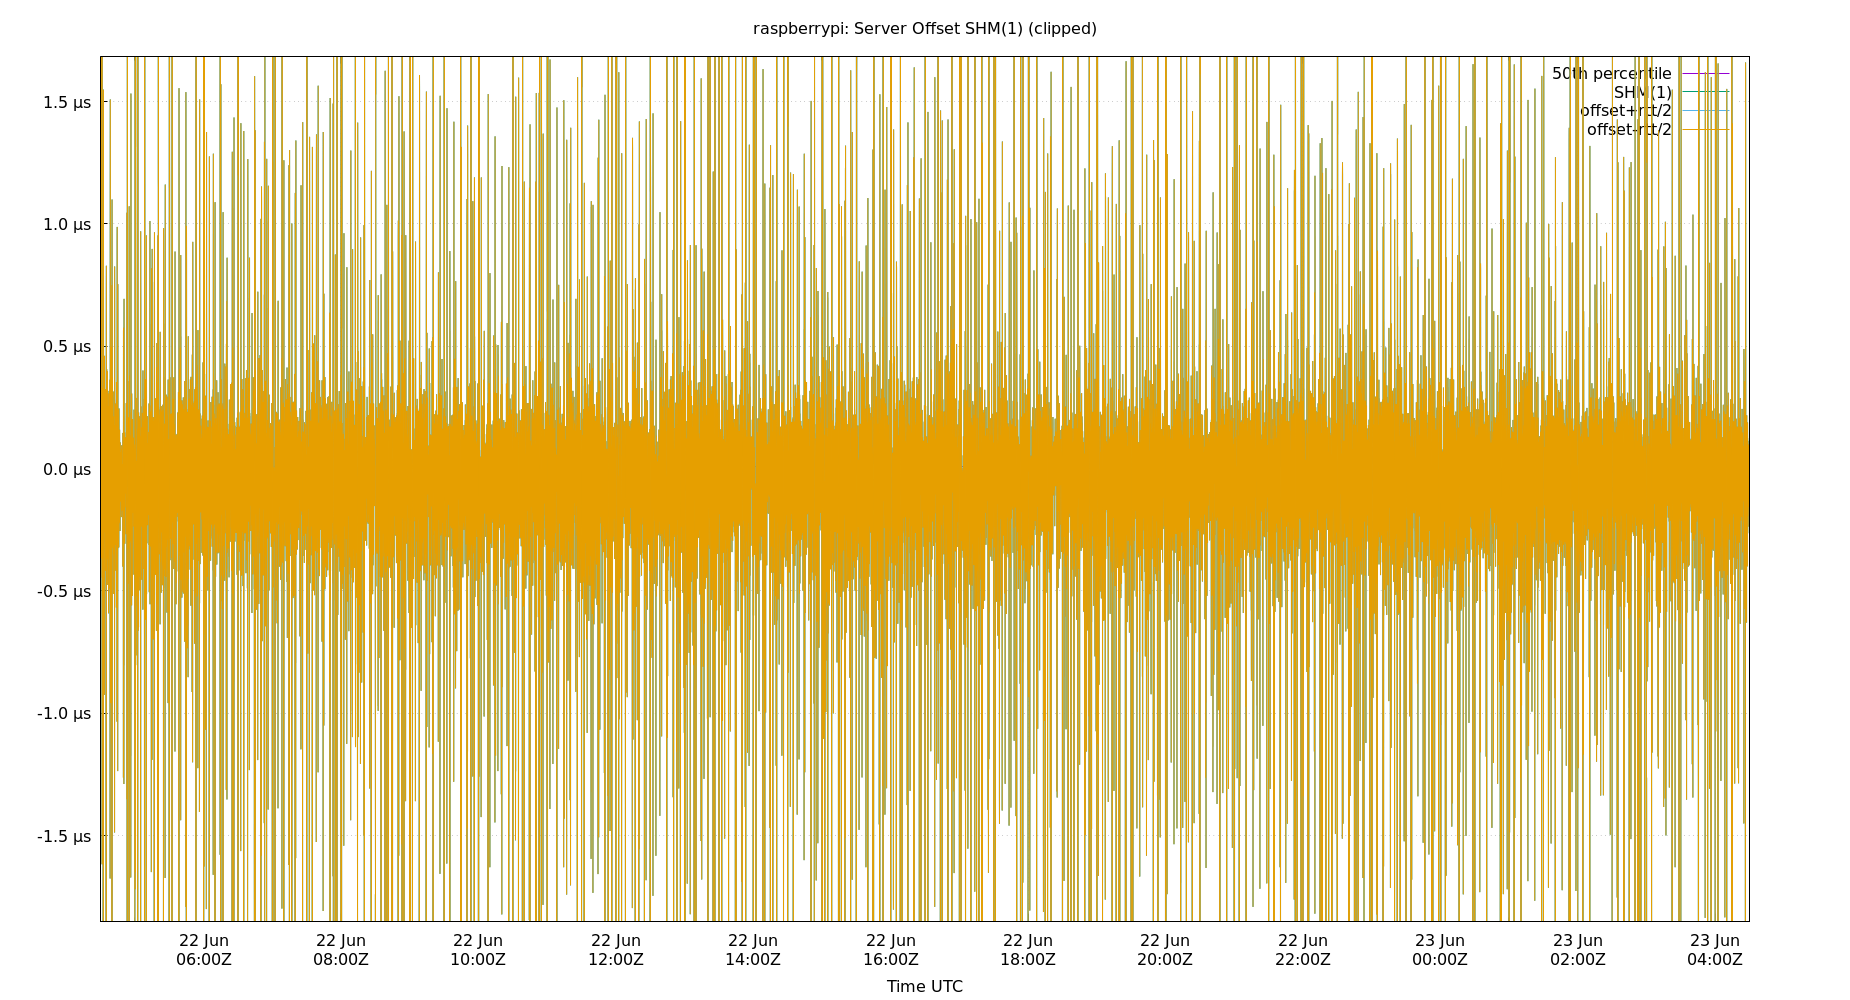 raspberrypi: Server Offset SHM(1) (clipped)
50th percentile
SHM(1)
offset+rtt/2
offset-rtt/2
1.5 µs
1.0 µs
0.5 µs
0.0 µs
-0.5 µs
-1.0 µs
-1.5 µs
22 Jun 22 Jun 22 Jun 22 Jun 22 Jun 22 Jun 22 Jun 22 Jun 22 Jun 23 Jun 23 Jun 23 Jun
06:00Z 08:00Z 10:00Z 12:00Z 14:00Z 16:00Z 18:00Z 20:00Z 22:00Z 00:00Z 02:00Z 04:00Z
Time UTC